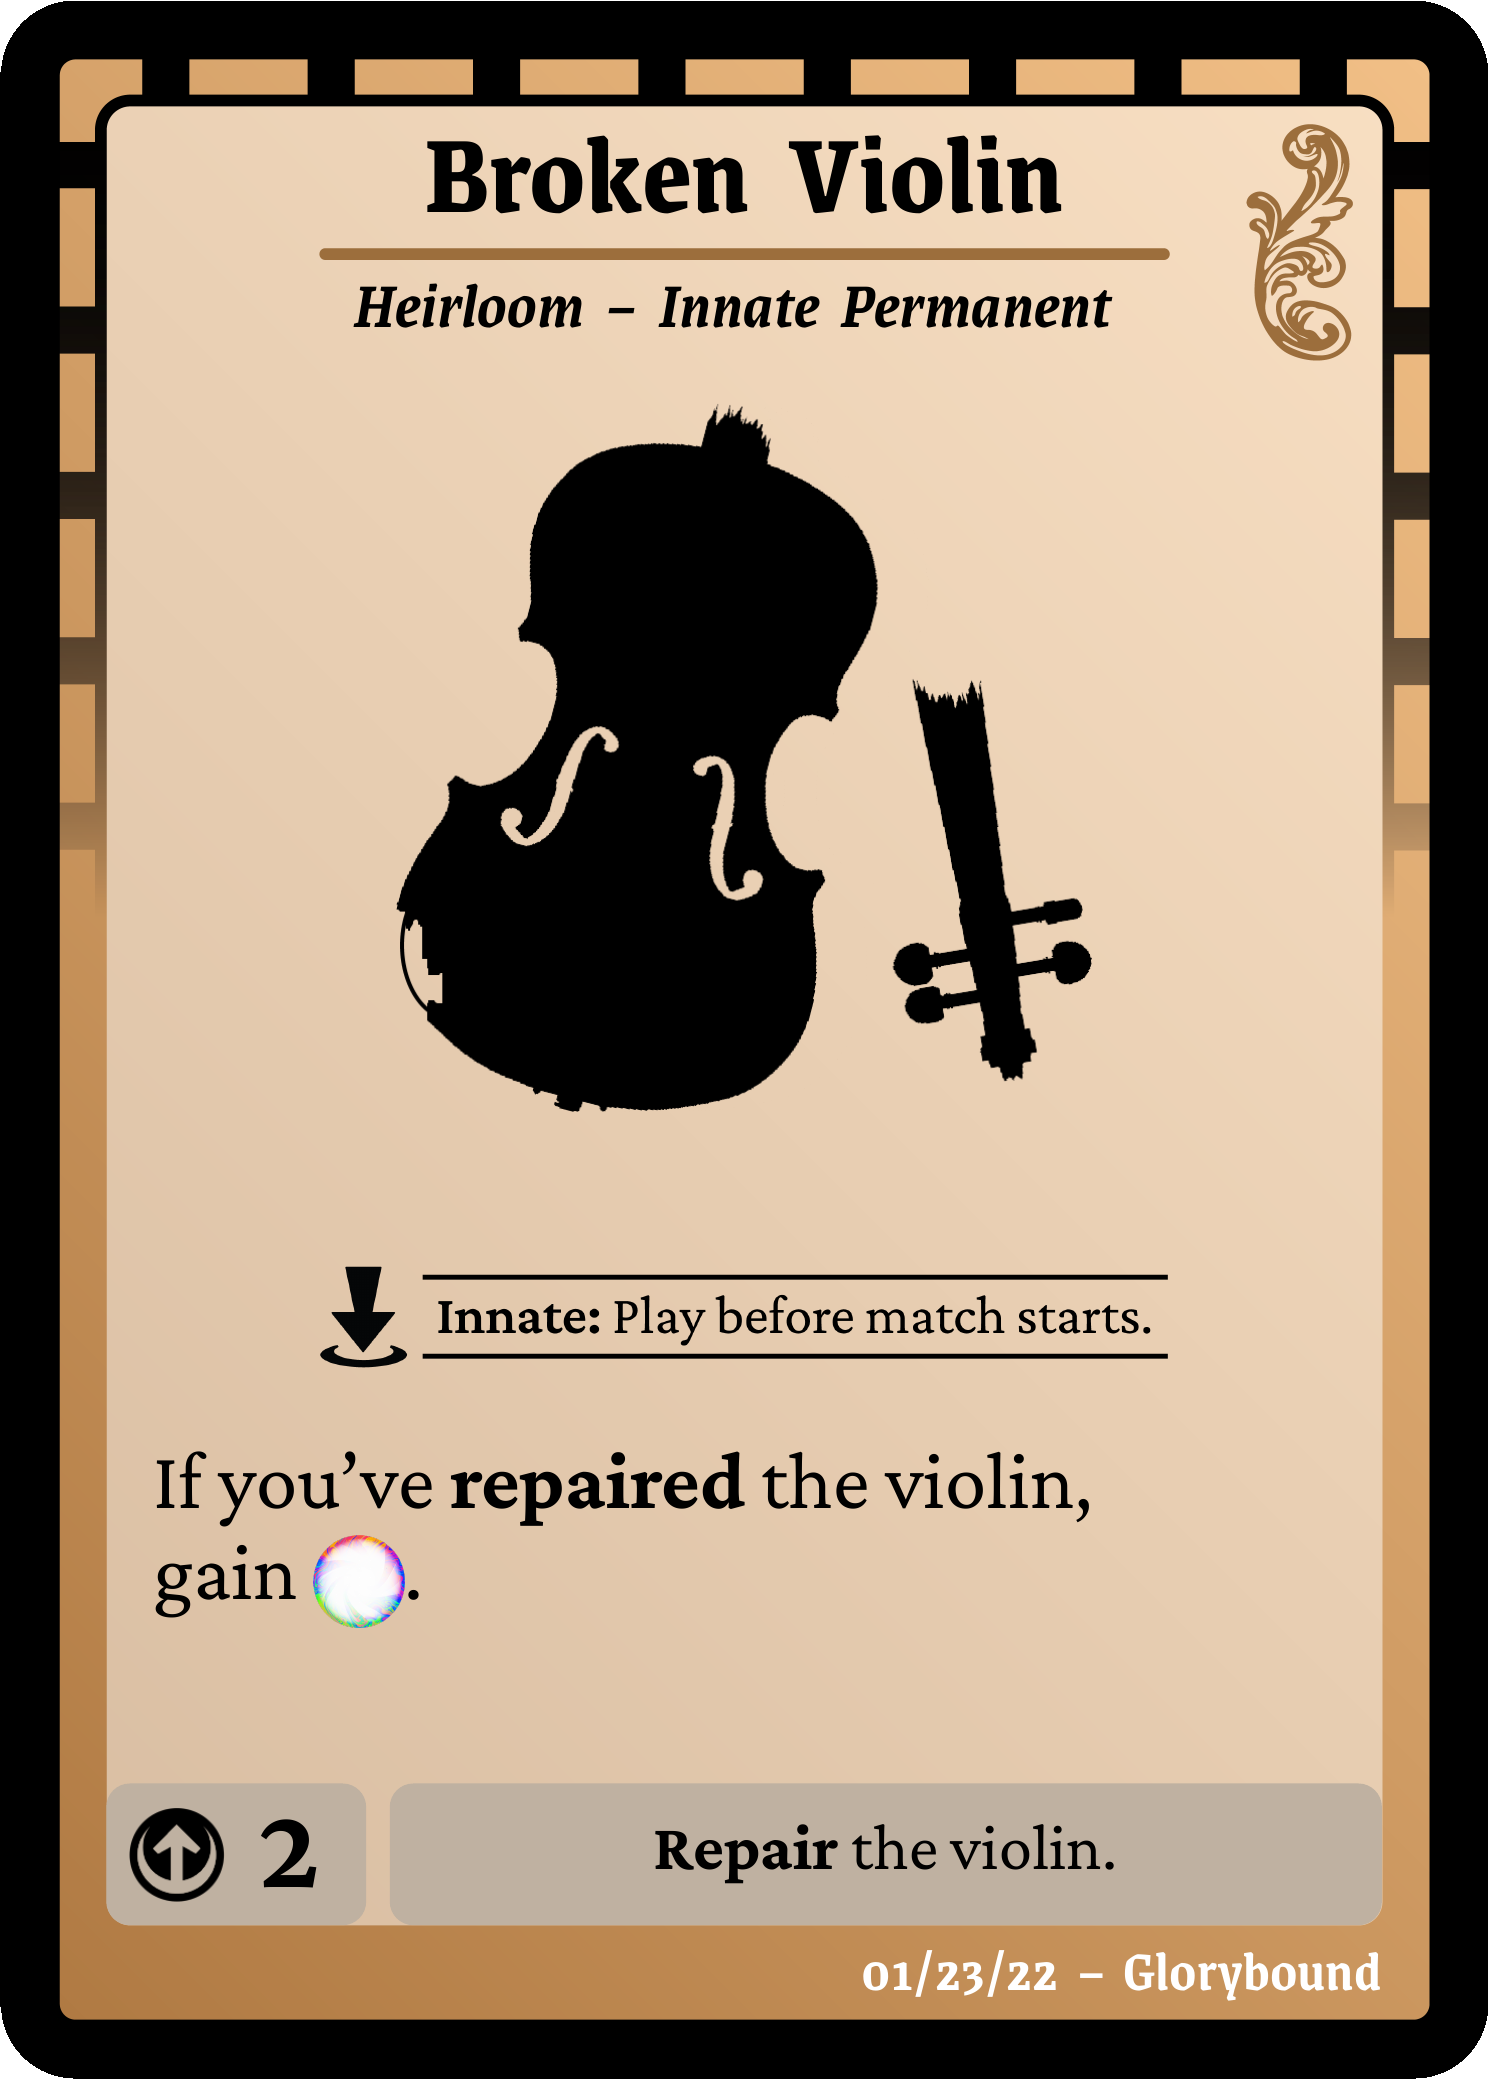 Broken Violin
Heirloom – Innate Permanent
Innate: Play before match starts.
If you’ve repaired the violin,
gain .
2
Repair the violin.
01/23/22 – Glorybound